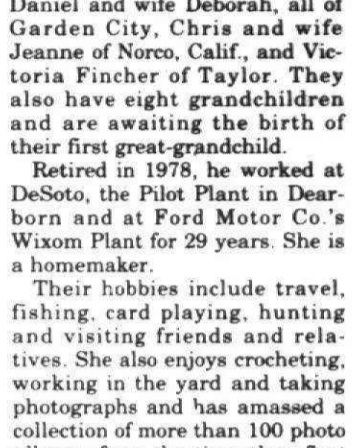 Daniel and wife Deborah, all of
Garden City, Chris and wife
Jeanne of Norco, Calif., and Vic-
toria Fincher of Taylor. They
also have eight grandchildren
and are awaiting the birth of
their first great-grandchild.
Retired in 1978, he worked at
DeSoto, the Pilot Plant in Dear-
born and at Ford Motor Co.'s
Wixom Plant for 29 years. She is
a homemaker.
Their hobbies include travel,
fishing, card playing, hunting
and visiting friends and rela-
tives. She also enjoys crocheting,
working in the yard and taking
photographs and has amassed a
collection of more than 100 photo